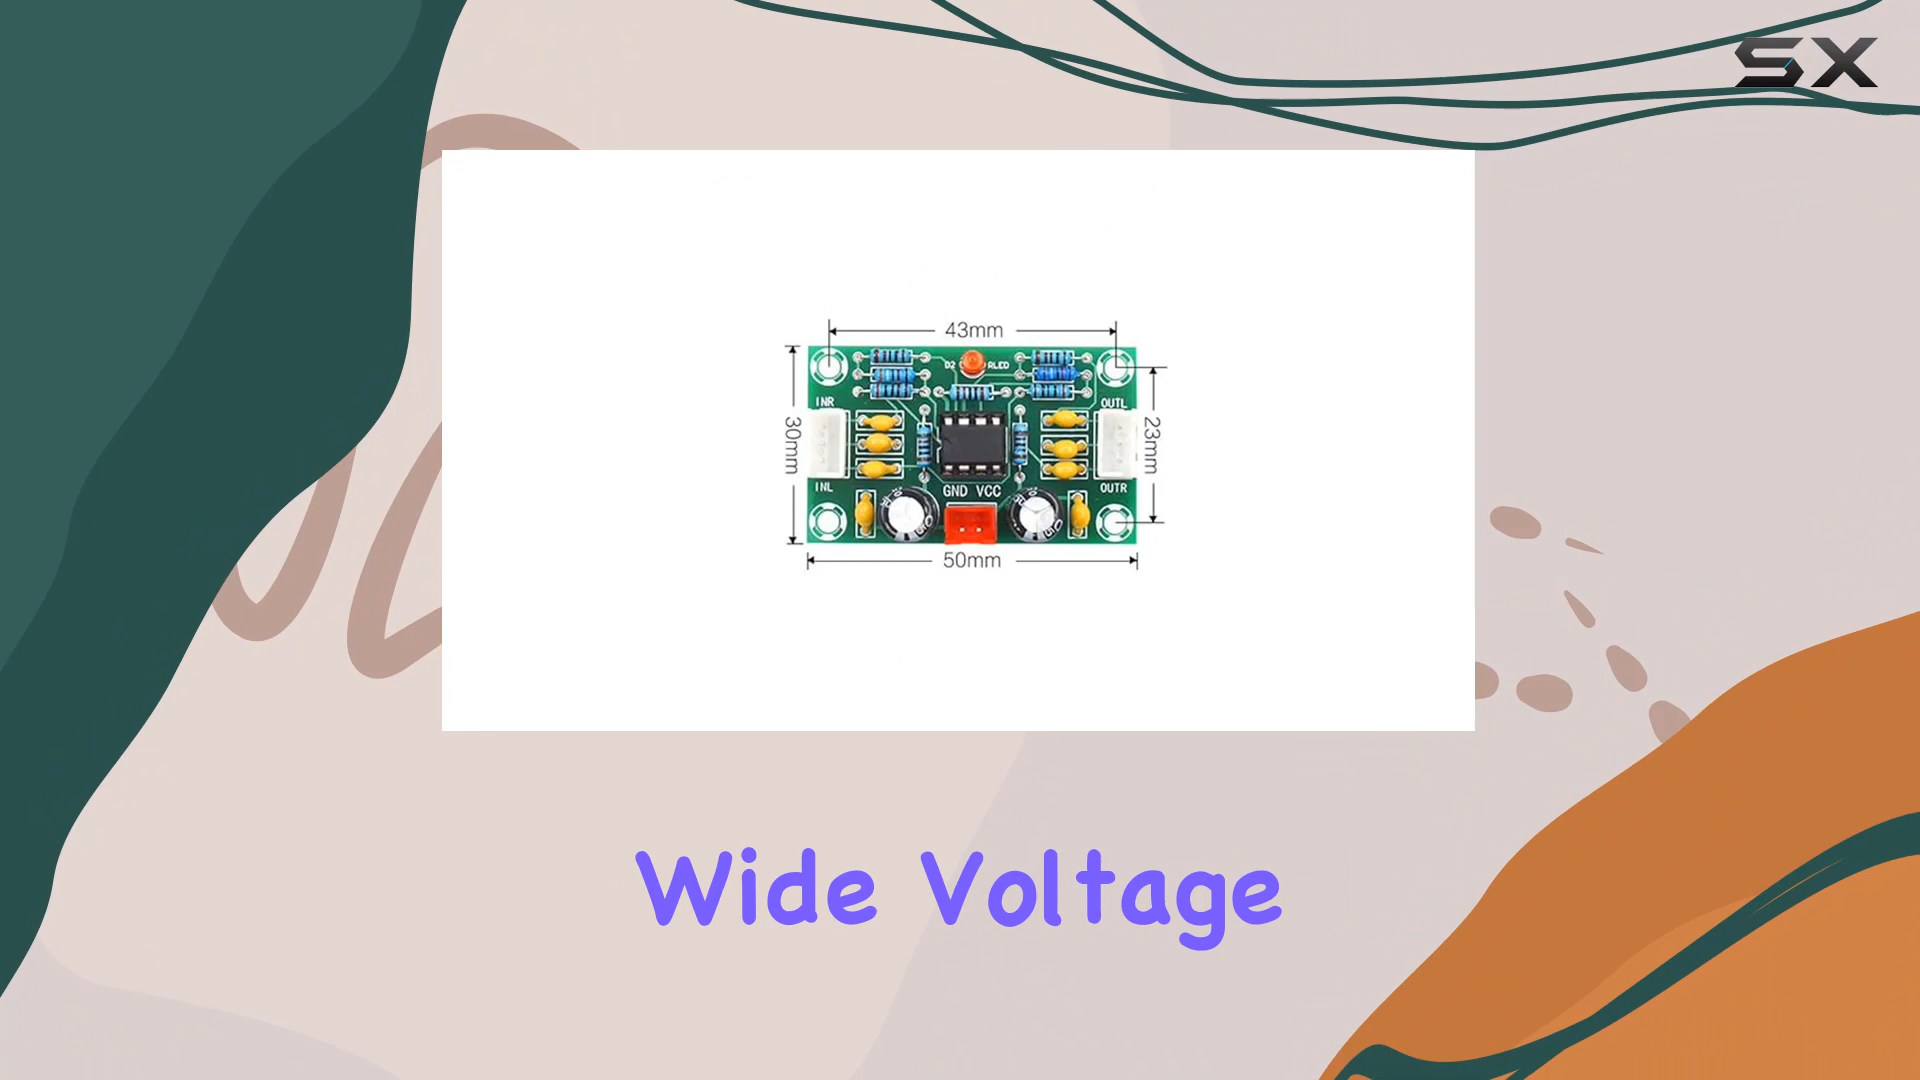 SX
43mm
D2 RLED
INR OUTL
30mm 23mm
INL OUTR
GND VCC
50mm
Wide Voltage